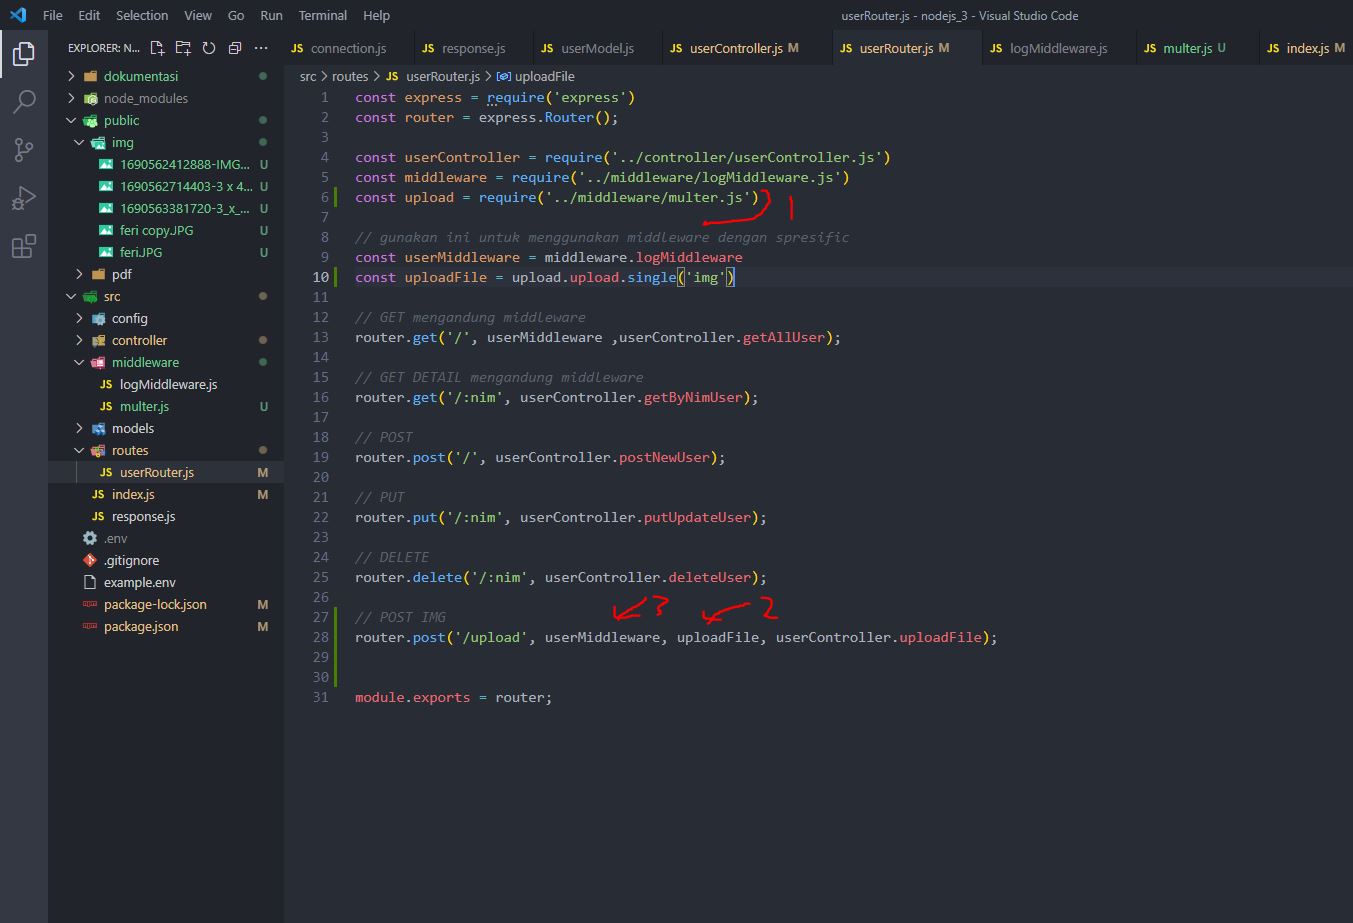 File Edit Selection View Go Run Terminal Help
userRouter.js - nodejs_3 - Visual Studio Code
EXPLORER: N...
JS connection.js JS response.js JS userModel.js JS userController.js M JS userRouter.js M JS logMiddleware.js JS multer.js U JS index.js M
src > routes > JS userRouter.js > uploadFile
dokumentasi
node_modules
public
img
1690562412888-IMG... U
1690562714403-3 x 4... U
1690563381720-3_x_... U
feri copy.JPG U
feri.JPG U
pdf
src
config
controller
middleware
JS logMiddleware.js
JS multer.js U
models
routes
JS userRouter.js M
JS index.js M
JS response.js
.env
.gitignore
example.env
package-lock.json M
package.json M
1 const express = require('express')
2 const router = express.Router();
3
4 const userController = require('../controller/userController.js')
5 const middleware = require('../middleware/logMiddleware.js')
6 const upload = require('../middleware/multer.js') 1
7
8 // gunakan ini untuk menggunakan middleware dengan spresific
9 const userMiddleware = middleware.logMiddleware
10 const uploadFile = upload.upload.single('img')
11
12 // GET mengandung middleware
13 router.get('/', userMiddleware ,userController.getAllUser);
14
15 // GET DETAIL mengandung middleware
16 router.get('/:nim', userController.getByNimUser);
17
18 // POST
19 router.post('/', userController.postNewUser);
20
21 // PUT
22 router.put('/:nim', userController.putUpdateUser);
23
24 // DELETE
25 router.delete('/:nim', userController.deleteUser);
26
3 2
27 // POST IMG
28 router.post('/upload', userMiddleware, uploadFile, userController.uploadFile);
29
30
31 module.exports = router;